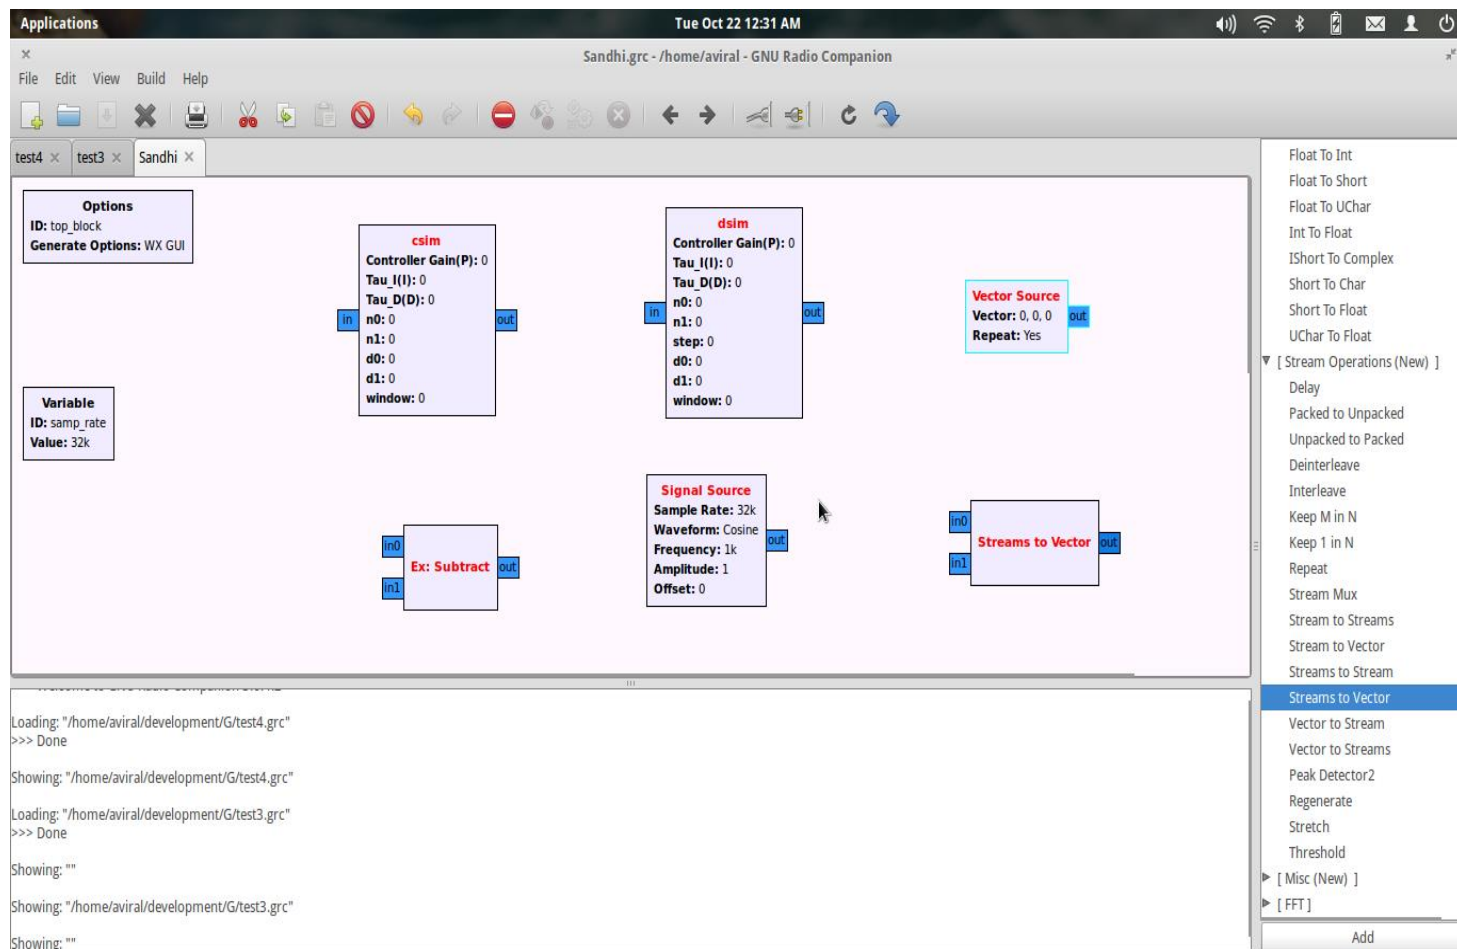 Applications
Tue Oct 22 12:31 AM
Sandhi.grc - /home/aviral - GNU Radio Companion
File Edit View Build Help
test4
test3
Sandhi
Options
ID: top_block
Generate Options: WX GUI
Variable
ID: samp_rate
Value: 32k
csim
Controller Gain(P): 0
Tau_I(I): 0
Tau_D(D): 0
n0: 0
n1: 0
d0: 0
d1: 0
window: 0
in
out
dsim
Controller Gain(P): 0
Tau_I(I): 0
Tau_D(D): 0
n0: 0
n1: 0
step: 0
d0: 0
d1: 0
window: 0
in
out
Vector Source
Vector: 0, 0, 0
Repeat: Yes
out
in0
in1
Ex: Subtract
out
Signal Source
Sample Rate: 32k
Waveform: Cosine
Frequency: 1k
Amplitude: 1
Offset: 0
out
in0
in1
Streams to Vector
out
Loading: "/home/aviral/development/G/test4.grc"
>>> Done
Showing: "/home/aviral/development/G/test4.grc"
Loading: "/home/aviral/development/G/test3.grc"
>>> Done
Showing: ""
Showing: "/home/aviral/development/G/test3.grc"
Showing: ""
Float To Int
Float To Short
Float To UChar
Int To Float
IShort To Complex
Short To Char
Short To Float
UChar To Float
[ Stream Operations (New) ]
Delay
Packed to Unpacked
Unpacked to Packed
Deinterleave
Interleave
Keep M in N
Keep 1 in N
Repeat
Stream Mux
Stream to Streams
Stream to Vector
Streams to Stream
Streams to Vector
Vector to Stream
Vector to Streams
Peak Detector2
Regenerate
Stretch
Threshold
[ Misc (New) ]
[ FFT ]
Add